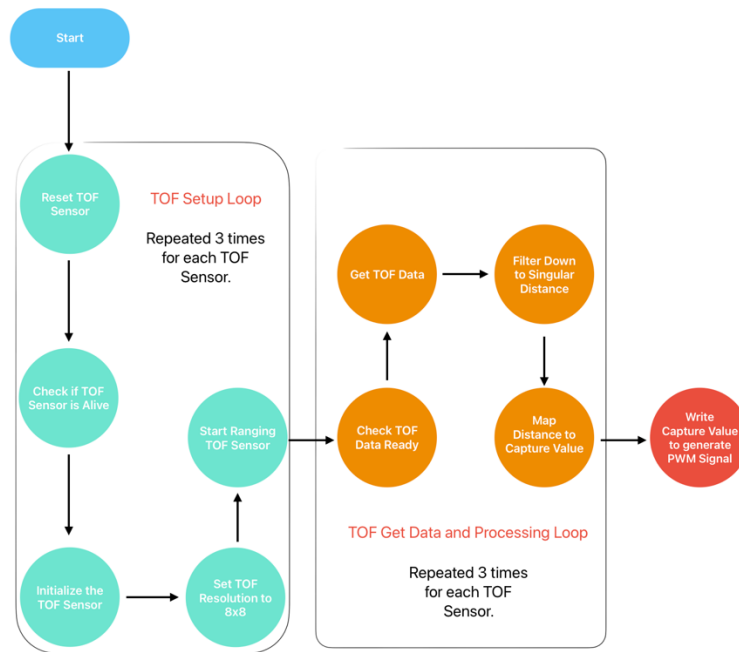 Start
Reset TOF
Sensor
TOF Setup Loop
Repeated 3 times
for each TOF
Sensor.
Check if TOF
Sensor is Alive
Initialize the
TOF Sensor
Set TOF
Resolution to
8x8
Start Ranging
TOF Sensor
Check TOF
Data Ready
Get TOF Data
Filter Down
to Singular
Distance
Map
Distance to
Capture Value
TOF Get Data and Processing Loop
Repeated 3 times
for each TOF
Sensor.
Write
Capture Value
to generate
PWM Signal